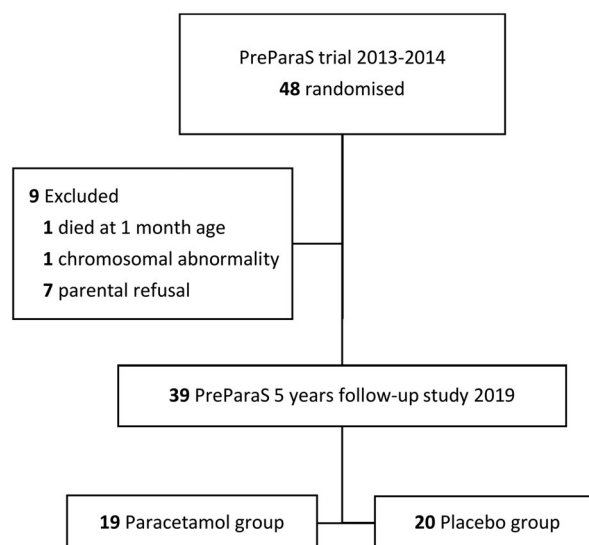 PreParaS trial 2013-2014
48 randomised
9 Excluded
1 died at 1 month age
1 chromosomal abnormality
7 parental refusal
39 PreParaS 5 years follow-up study 2019
19 Paracetamol group
20 Placebo group